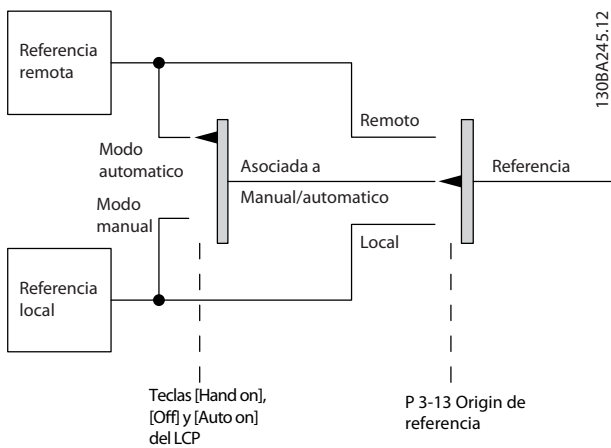 130BA245.12
Referencia
remota
Remoto
Modo
automatico
Asociada a
Manual/automatico
Referencia
Modo
manual
Local
Referencia
local
Teclas [Hand on],
[Off] y [Auto on]
del LCP
P 3-13 Origin de
referencia